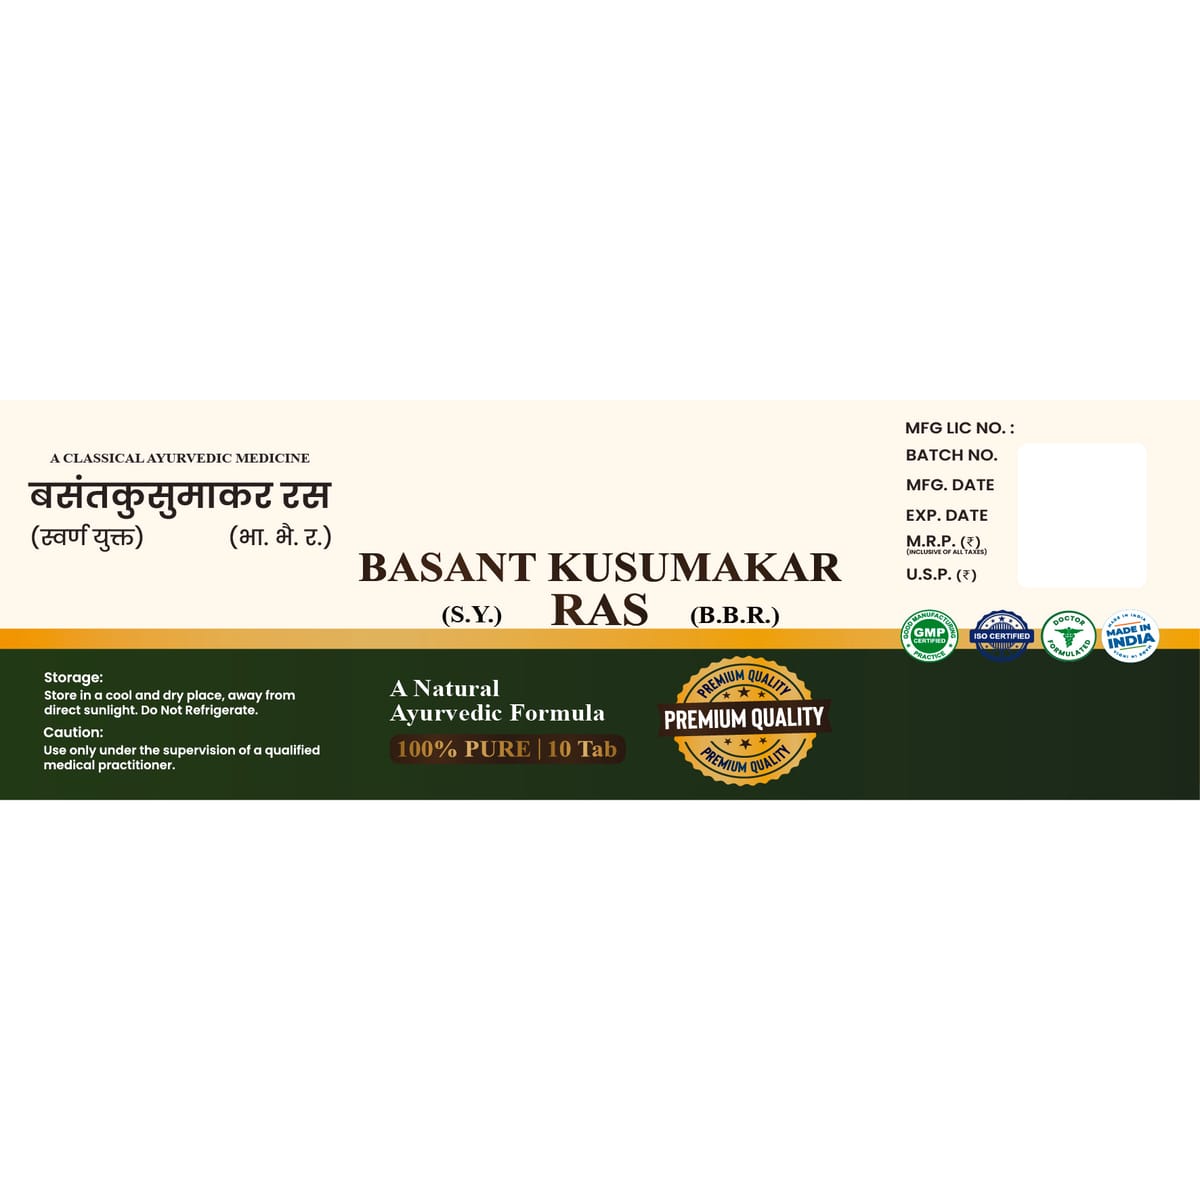 A CLASSICAL AYURVEDIC MEDICINE
बसंतकुसुमाकर रस
(स्वर्ण युक्त) (भा. भै. र.)
Storage:
Store in a cool and dry place, away from
direct sunlight. Do Not Refrigerate.
Caution:
Use only under the supervision of a qualified
medical practitioner.
BASANT KUSUMAKAR
(S.Y.) RAS (B.B.R.)
A Natural
Ayurvedic Formula
100% PURE | 10 Tab
PREMIUM QUALITY
PREMIUM QUALITY
PREMIUM QUALITY
MFG LIC NO. :
BATCH NO.
MFG. DATE
EXP. DATE
M.R.P. (₹)
(INCLUSIVE OF ALL TAXES)
U.S.P. (₹)
GOOD MANUFACTURING
GMP
CERTIFIED
PRACTICE
ISO CERTIFIED
DOCTOR
FORMULATED
MADE IN INDIA
MADE IN
INDIA